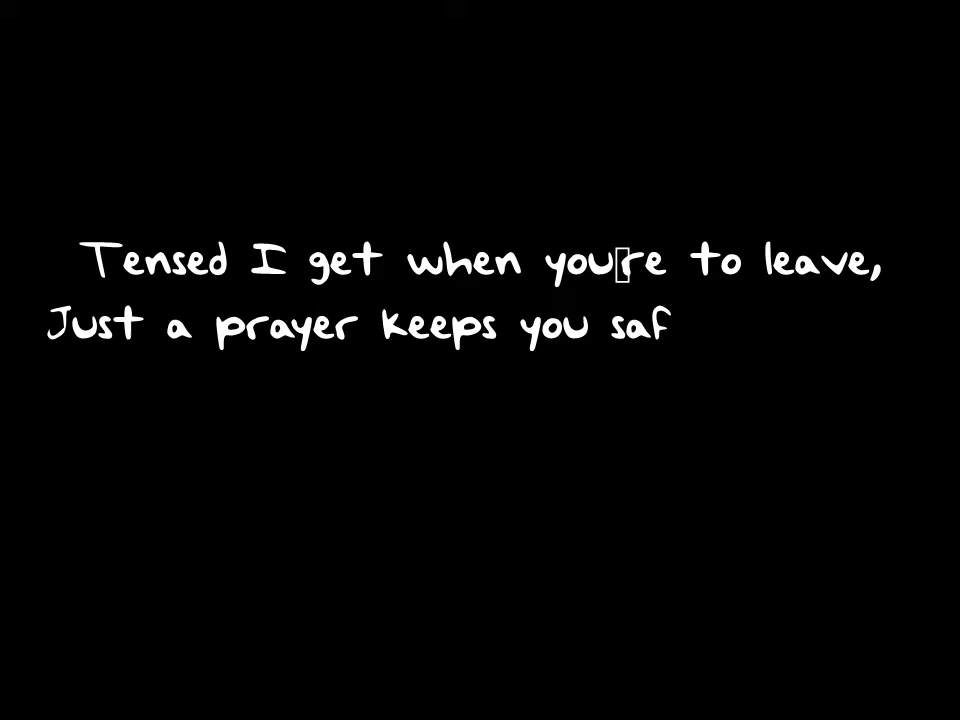 Tensed I get when you▯re to leave,
Just a prayer keeps you saf